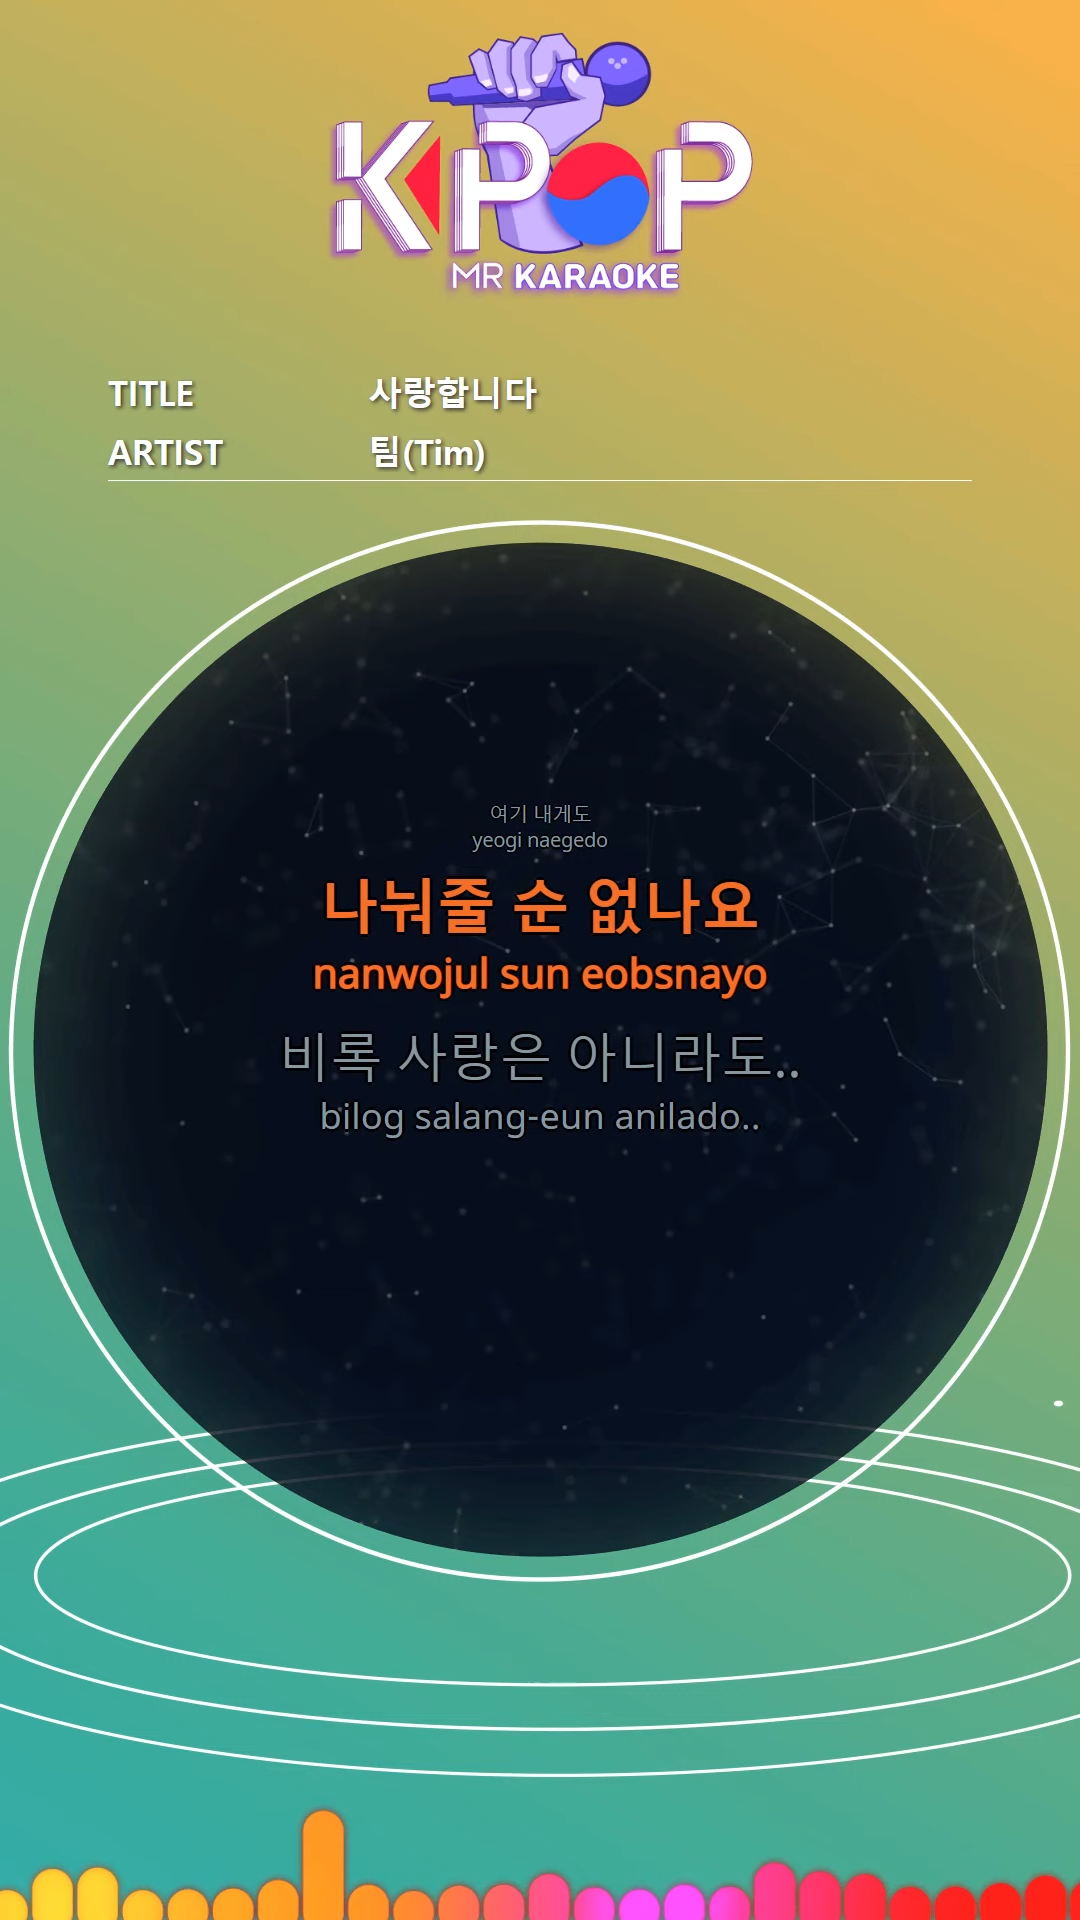 KPOP
MR KARAOKE
TITLE 사랑합니다
ARTIST 팀(Tim)
여기 내게도
yeogi naegedo
나눠줄 순 없나요
nanwojul sun eobsnayo
비록 사랑은 아니라도..
bilog salang-eun anilado..